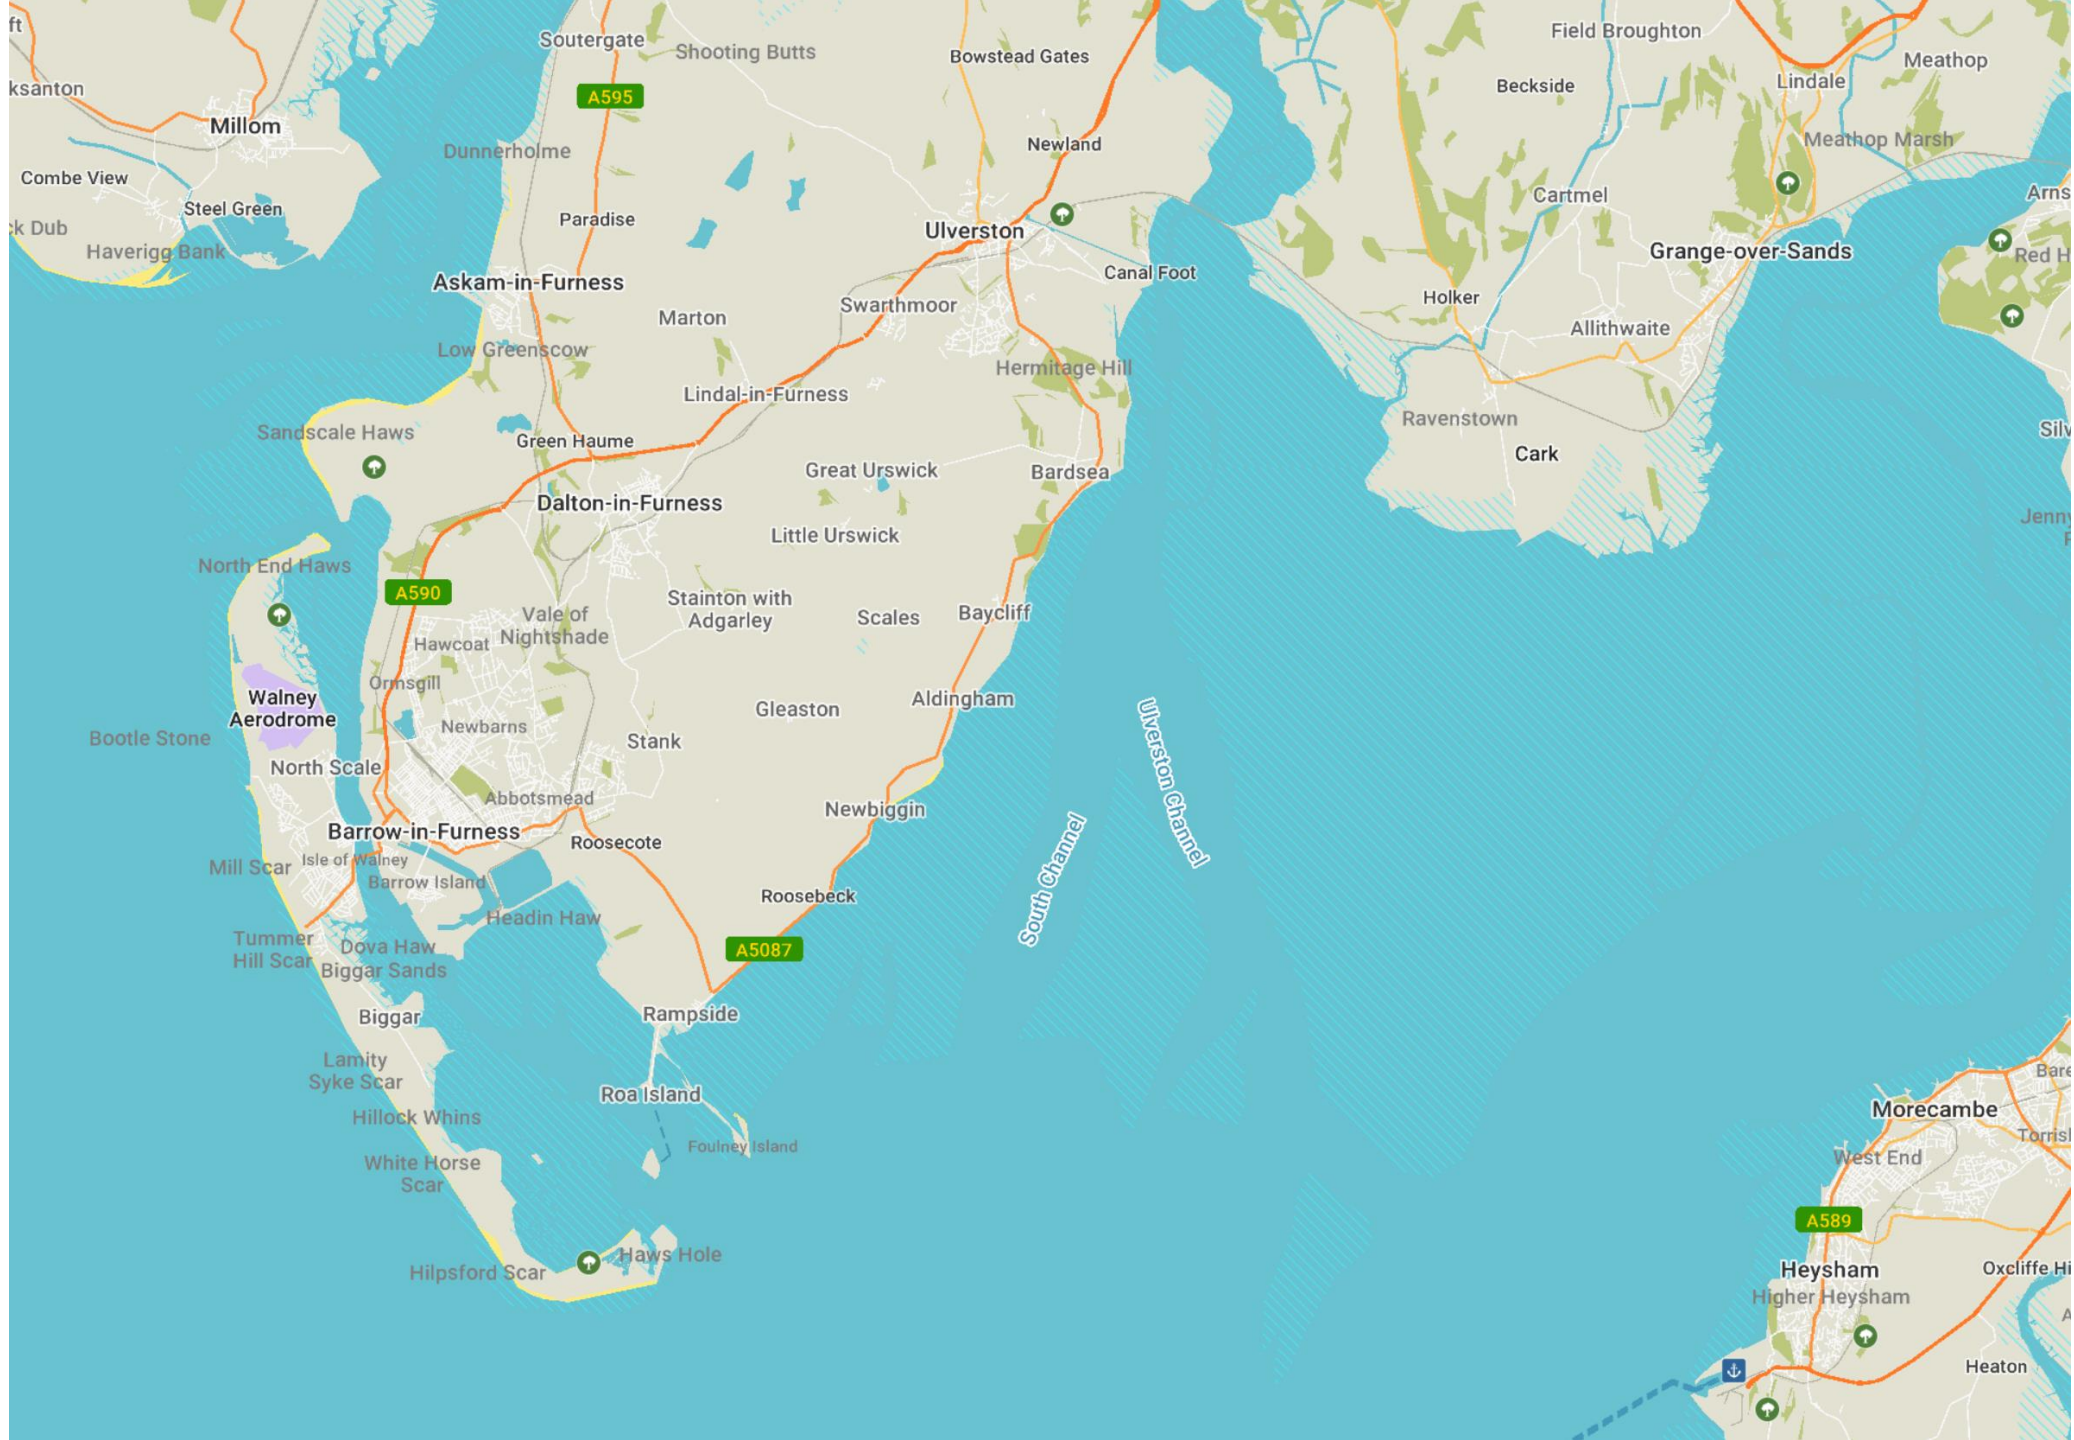 ft
Soutergate
Shooting Butts
Bowstead Gates
Field Broughton
Meathop
ksanton
A595
Beckside
Lindale
Millom
Dunnerholme
Newland
Meathop Marsh
Combe View
Steel Green
Paradise
Cartmel
Arns
ck Dub
Haverigg Bank
Ulverston
Grange-over-Sands
Red H
Askam-in-Furness
Canal Foot
Marton
Swarthmoor
Holker
Allithwaite
Low Greenscow
Hermitage Hill
Lindal-in-Furness
Ravenstown
Sandscale Haws
Green Haume
Silv
Great Urswick
Bardsea
Cark
Dalton-in-Furness
Little Urswick
Jenny
North End Haws
A590
Vale of
Nightshade
Stainton with
Adgarley
Scales
Baycliff
Hawcoat
Ormsgill
Walney
Aerodrome
Gleaston
Aldingham
Newbarns
Bootle Stone
Stank
Ulverston Channel
North Scale
Abbotsmead
Newbiggin
Barrow-in-Furness
Roosecote
Mill Scar
Isle of Walney
Barrow Island
South Channel
Roosebeck
Headin Haw
Tummer
Hill Scar
Dova Haw
A5087
Biggar Sands
Biggar
Rampside
Lamity
Syke Scar
Bare
Roa Island
Morecambe
Hillock Whins
Foulney Island
Torris
White Horse
Scar
West End
A589
Haws Hole
Hilpsford Scar
Heysham
Oxcliffe Hi
Higher Heysham
Heaton